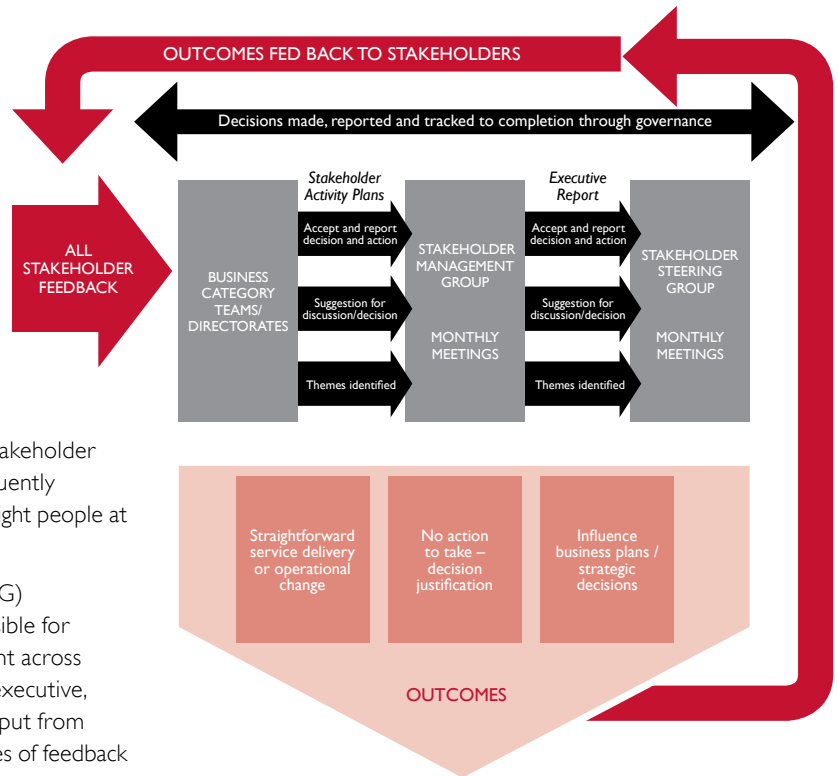 OUTCOMES FED BACK TO STAKEHOLDERS
Decisions made, reported and tracked to completion through governance
ALL
STAKEHOLDER
FEEDBACK
BUSINESS
CATEGORY
TEAMS/
DIRECTORATES
Stakeholder
Activity Plans
Accept and report
decision and action
Suggestion for
discussion/decision
Themes identified
STAKEHOLDER
MANAGEMENT
GROUP
MONTHLY
MEETINGS
Executive
Report
Accept and report
decision and action
Suggestion for
discussion/decision
Themes identified
STAKEHOLDER
STEERING
GROUP
MONTHLY
MEETINGS
akeholder
uently
ight people at
G)
sible for
nt across
executive,
put from
es of feedback
Straightforward
service delivery
or operational
change
No action
to take –
decision
justification
Influence
business plans /
strategic
decisions
OUTCOMES